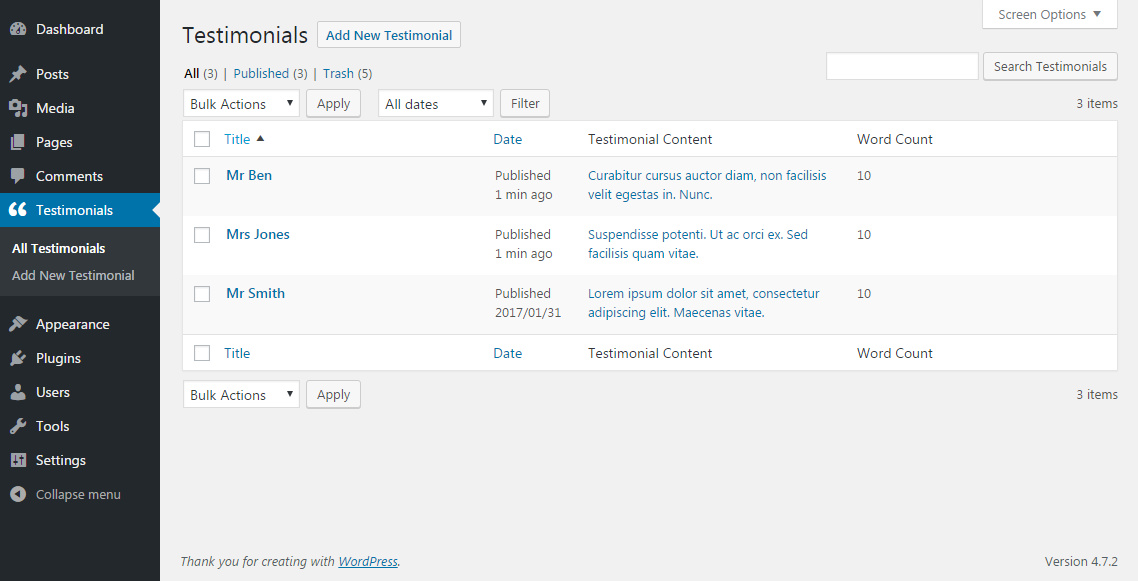 Screen Options ▼
Dashboard
Posts
Media
Pages
Comments
Testimonials
All Testimonials
Add New Testimonial
Appearance
Plugins
Users
Tools
Settings
Collapse menu
Testimonials Add New Testimonial
All (3) | Published (3) | Trash (5)
Search Testimonials
Bulk Actions ▼ Apply All dates ▼ Filter 3 items
Title ▲ Date Testimonial Content Word Count
Mr Ben Published Curabitur cursus auctor diam, non facilisis 10
1 min ago velit egestas in. Nunc.
Mrs Jones Published Suspendisse potenti. Ut ac orci ex. Sed 10
1 min ago facilisis quam vitae.
Mr Smith Published Lorem ipsum dolor sit amet, consectetur 10
2017/01/31 adipiscing elit. Maecenas vitae.
Title Date Testimonial Content Word Count
Bulk Actions ▼ Apply 3 items
Thank you for creating with WordPress. Version 4.7.2